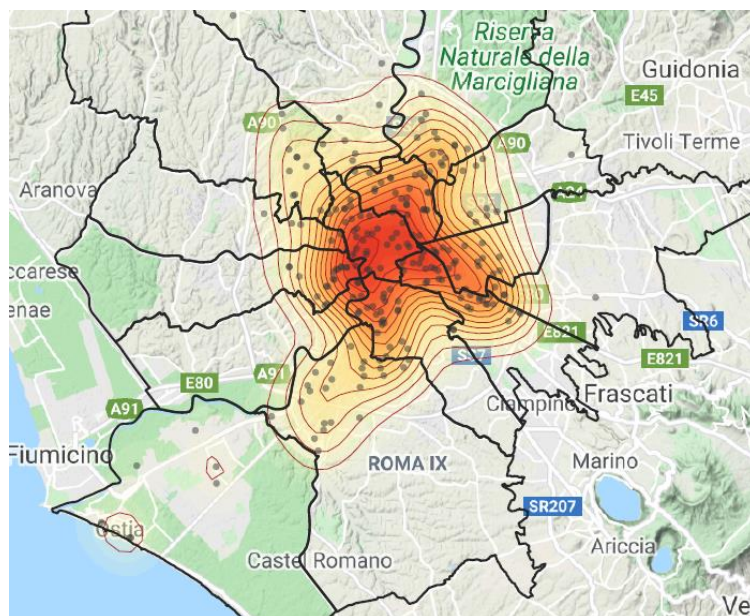 Riserva
Naturale della
Marcigliana
Guidonia
E45
A90
A90
Tivoli Terme
Aranova
A24
ccarese
enae
SR6
E821
E821
A91
E80
A91
Frascati
Ciampino
Fiumicino
ROMA IX
Marino
SR207
Ostia
Ariccia
Castel Romano
Ve